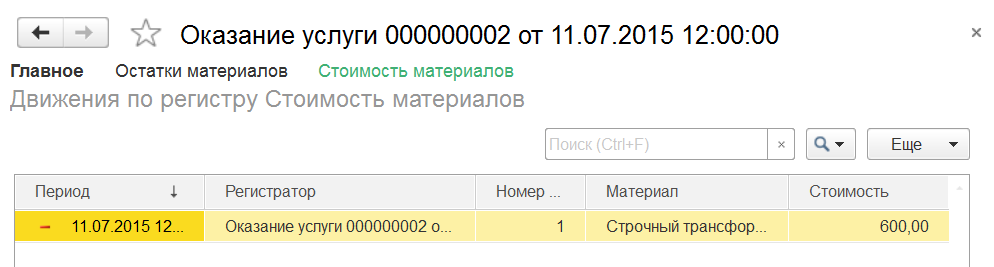 Оказание услуги 000000002 от 11.07.2015 12:00:00
Главное Остатки материалов Стоимость материалов
Движения по регистру Стоимость материалов
Поиск (Ctrl+F) × Еще
Период ↓ Регистратор Номер ... Материал Стоимость
11.07.2015 12... Оказание услуги 000000002 о... 1 Строчный трансфор... 600,00